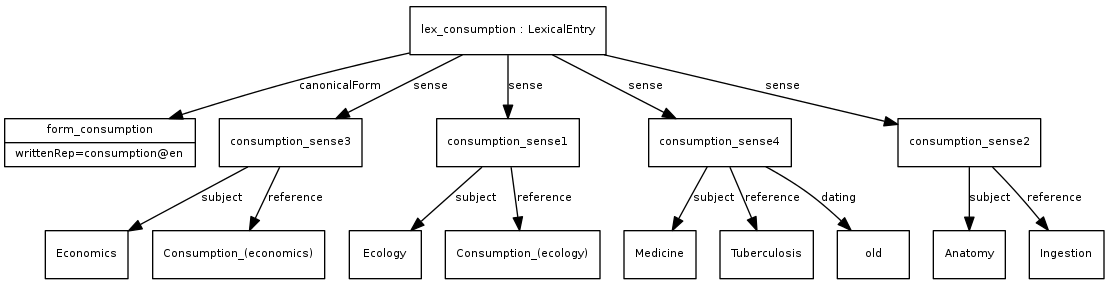 lex_consumption : LexicalEntry
canonicalForm
sense
sense
sense
sense
form_consumption
writtenRep=consumption@en
consumption_sense3
consumption_sense1
consumption_sense4
consumption_sense2
subject
reference
subject
reference
subject
reference
dating
subject
reference
Economics
Consumption_(economics)
Ecology
Consumption_(ecology)
Medicine
Tuberculosis
old
Anatomy
Ingestion